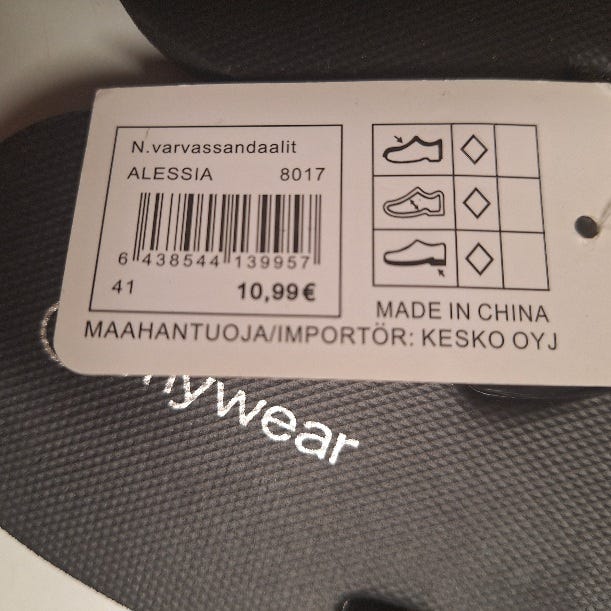 N.varvassandaalit
ALESSIA 8017
6 438544 139957
41 10,99€
MADE IN CHINA
MAAHANTUOJA/IMPORTÖR: KESKO OYJ